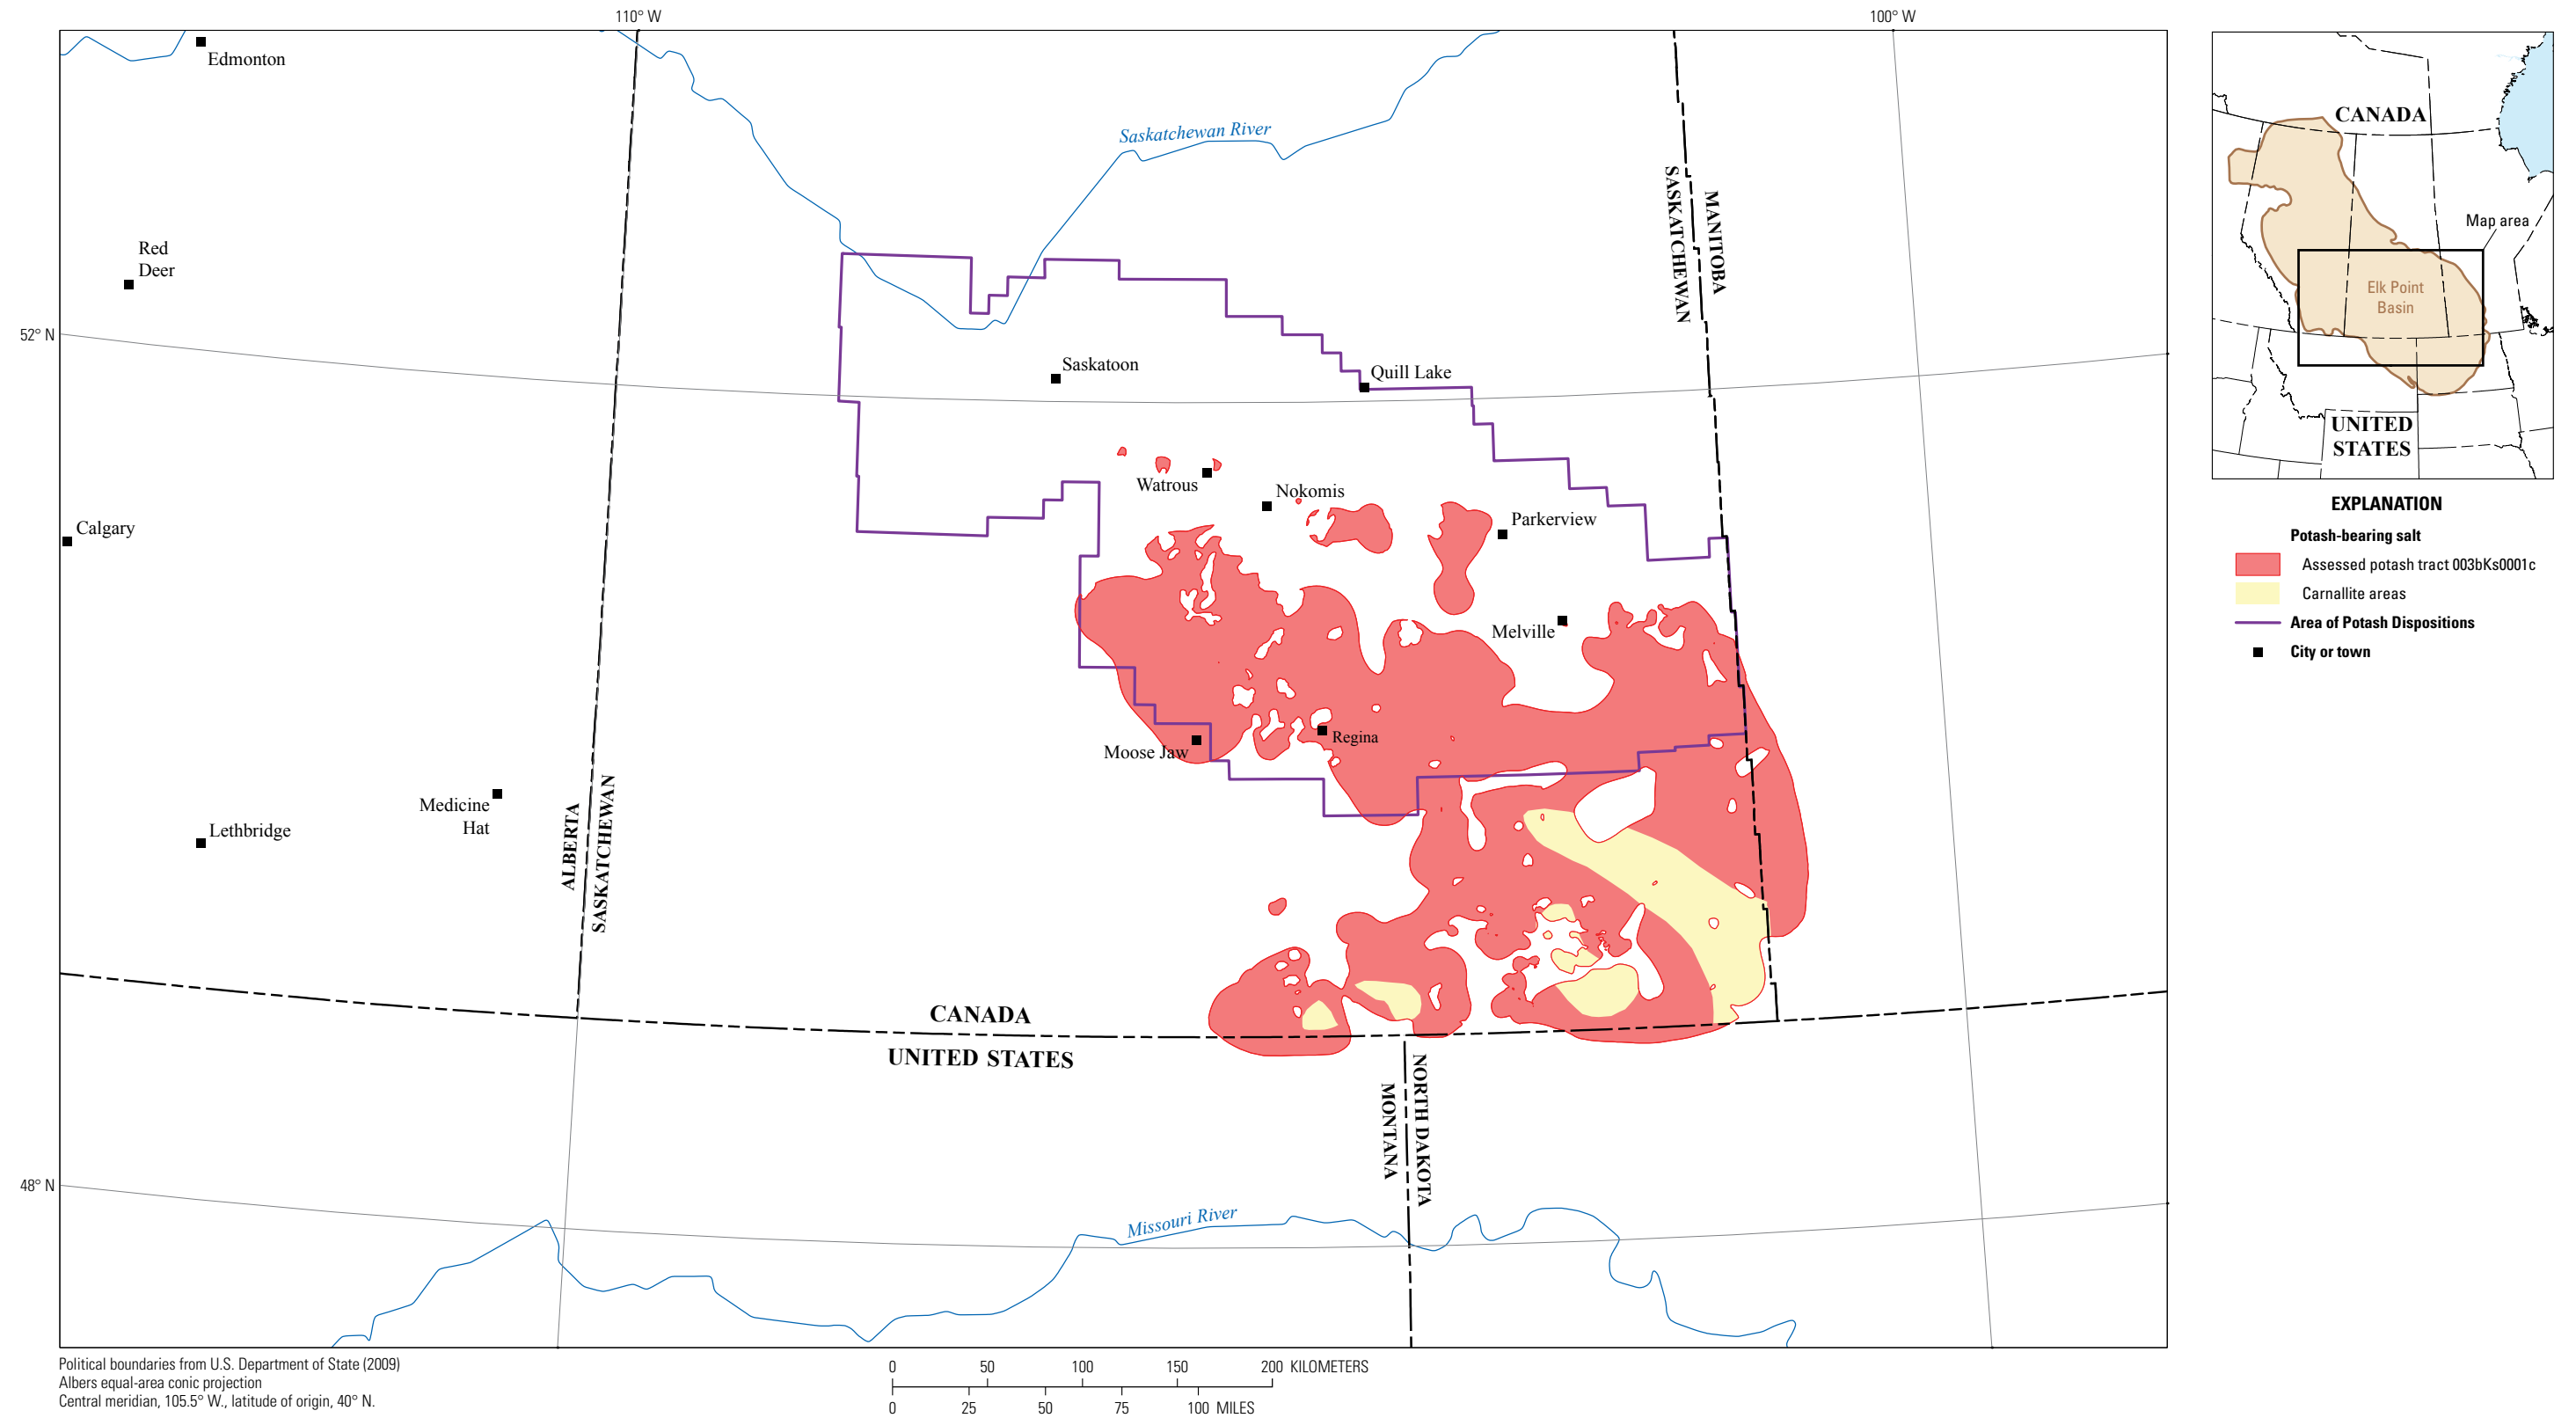 110° W
100° W
Edmonton
Saskatchewan River
Red
Deer
SASKATCHEWAN
MANITOBA
52° N
Saskatoon
Quill Lake
Watrous
Nokomis
Parkerview
Calgary
Melville
Regina
Moose Jaw
Medicine
Hat
Lethbridge
ALBERTA
SASKATCHEWAN
CANADA
UNITED STATES
MONTANA
NORTH DAKOTA
48° N
Missouri River
CANADA
Map area
Elk Point
Basin
UNITED
STATES
EXPLANATION
Potash-bearing salt
Assessed potash tract 003bKs0001c
Carnallite areas
Area of Potash Dispositions
City or town
Political boundaries from U.S. Department of State (2009)
Albers equal-area conic projection
Central meridian, 105.5° W., latitude of origin, 40° N.
0 50 100 150 200 KILOMETERS
0 25 50 75 100 MILES